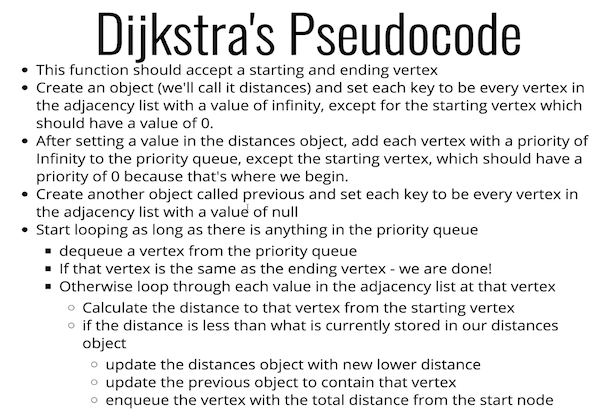 Dijkstra's Pseudocode
• This function should accept a starting and ending vertex
• Create an object (we'll call it distances) and set each key to be every vertex in
the adjacency list with a value of infinity, except for the starting vertex which
should have a value of 0.
• After setting a value in the distances object, add each vertex with a priority of
Infinity to the priority queue, except the starting vertex, which should have a
priority of 0 because that's where we begin.
• Create another object called previous and set each key to be every vertex in
the adjacency list with a value of null
• Start looping as long as there is anything in the priority queue
▪ dequeue a vertex from the priority queue
▪ If that vertex is the same as the ending vertex - we are done!
▪ Otherwise loop through each value in the adjacency list at that vertex
○ Calculate the distance to that vertex from the starting vertex
○ if the distance is less than what is currently stored in our distances
object
○ update the distances object with new lower distance
○ update the previous object to contain that vertex
○ enqueue the vertex with the total distance from the start node